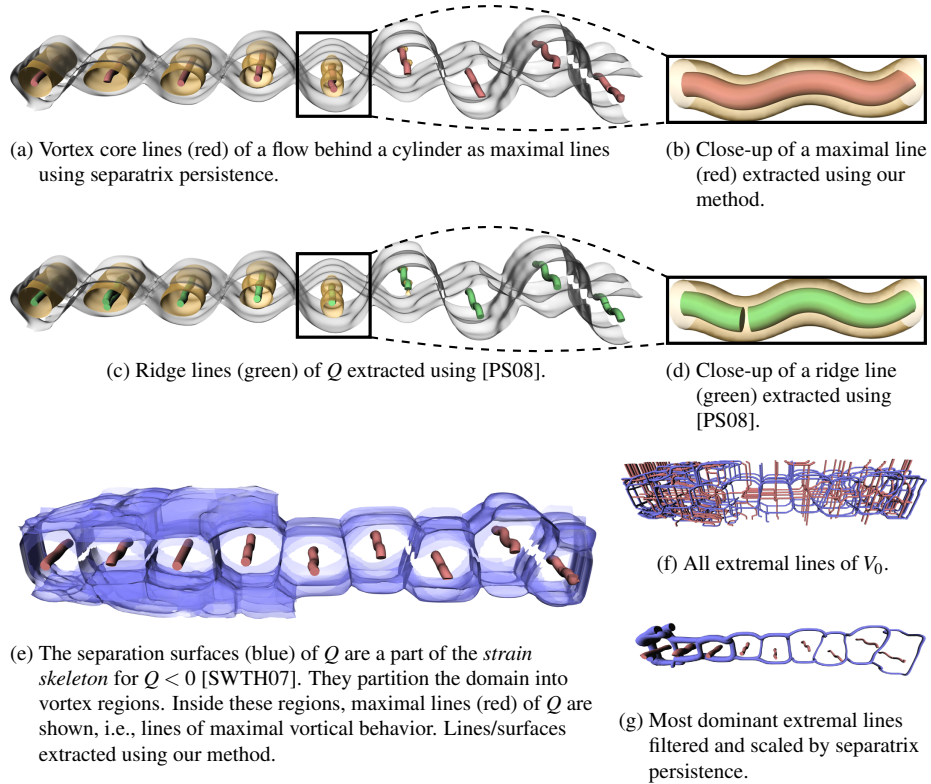 (a) Vortex core lines (red) of a flow behind a cylinder as maximal lines
using separatrix persistence.
(b) Close-up of a maximal line
(red) extracted using our
method.
(c) Ridge lines (green) of Q extracted using [PS08].
(d) Close-up of a ridge line
(green) extracted using
[PS08].
(e) The separation surfaces (blue) of Q are a part of the strain
skeleton for Q < 0 [SWTH07]. They partition the domain into
vortex regions. Inside these regions, maximal lines (red) of Q are
shown, i.e., lines of maximal vortical behavior. Lines/surfaces
extracted using our method.
(f) All extremal lines of V₀.
(g) Most dominant extremal lines
filtered and scaled by separatrix
persistence.